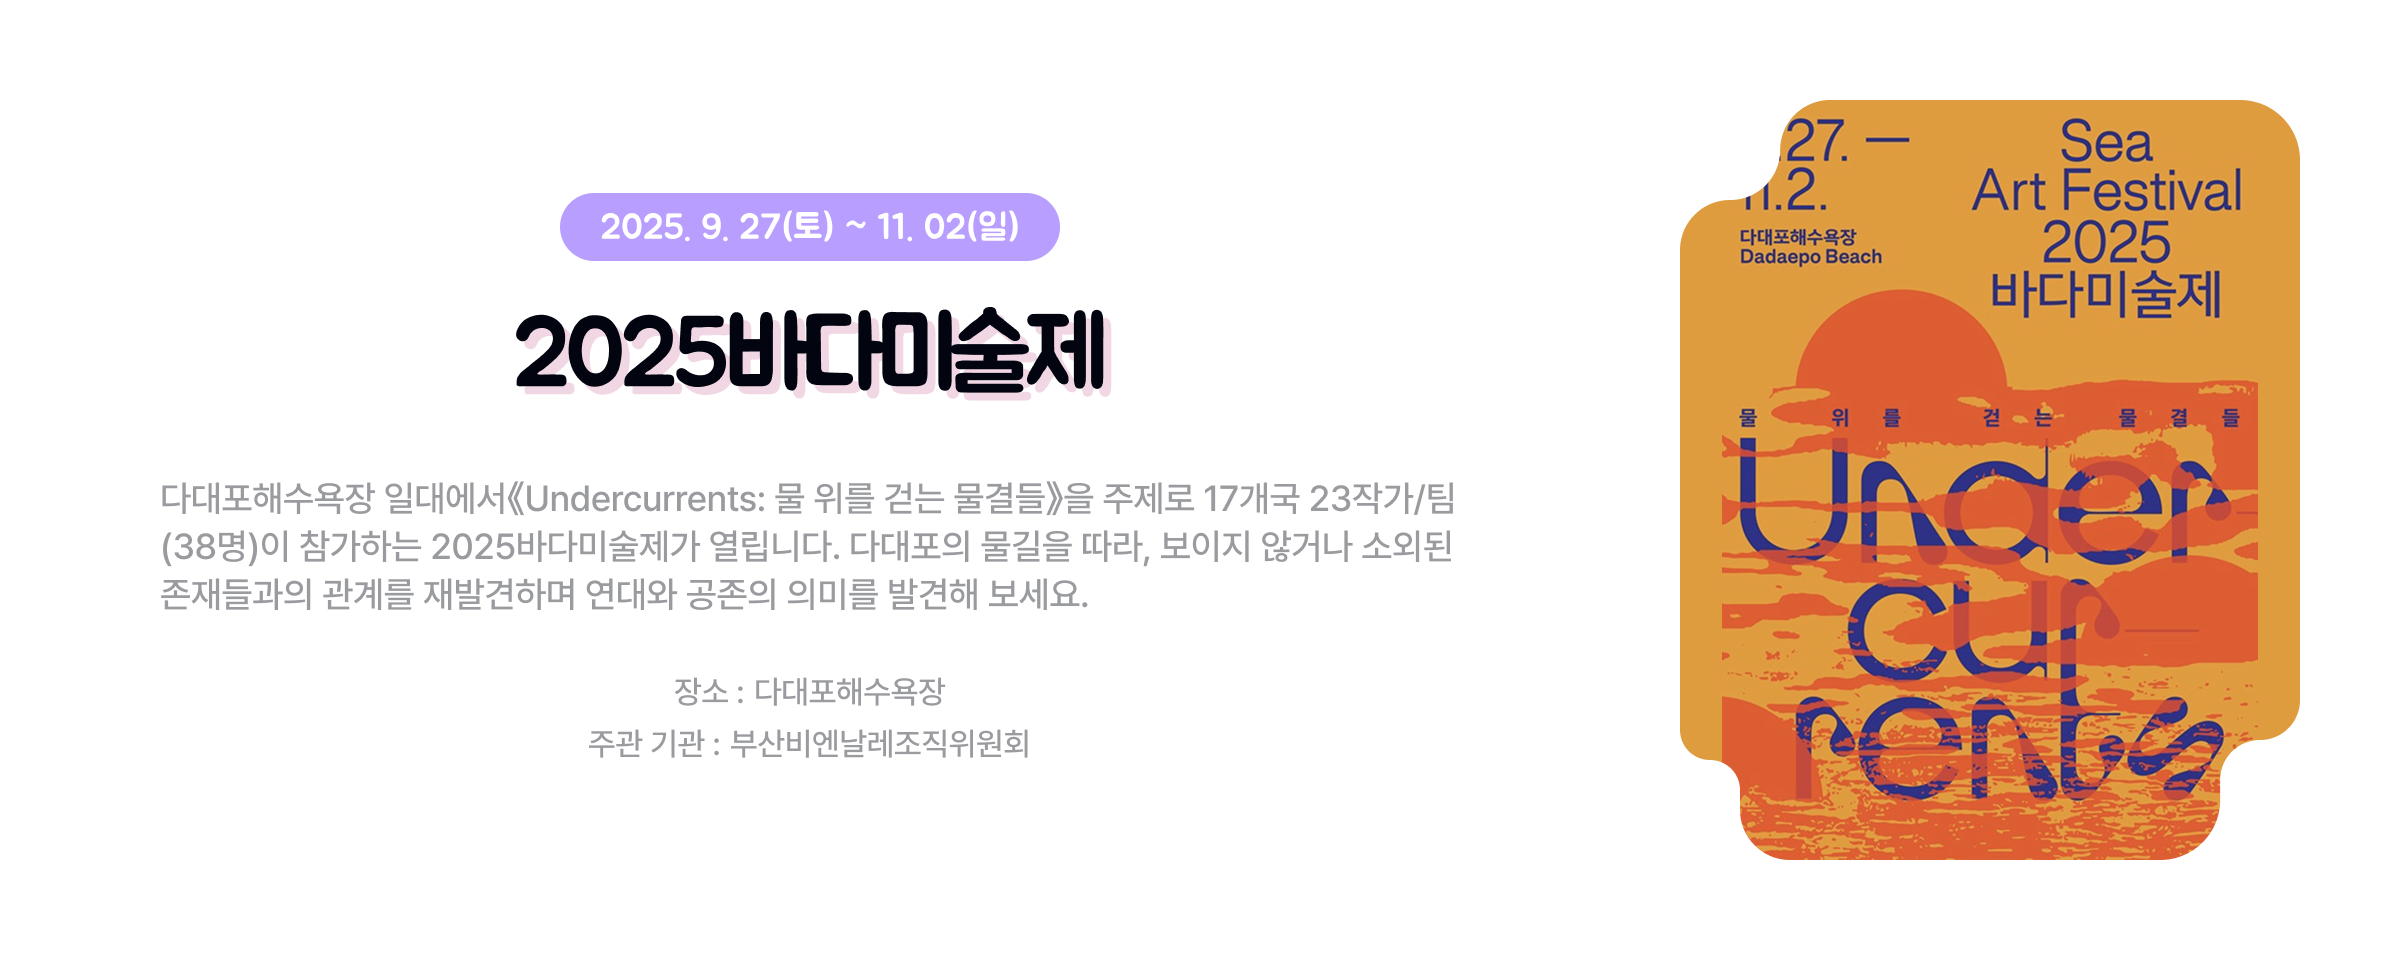 2025. 9. 27(토) ~ 11. 02(일)
2025바다미술제
다대포해수욕장 일대에서《Undercurrents: 물 위를 걷는 물결들》을 주제로 17개국 23작가/팀
(38명)이 참가하는 2025바다미술제가 열립니다. 다대포의 물길을 따라, 보이지 않거나 소외된
존재들과의 관계를 재발견하며 연대와 공존의 의미를 발견해 보세요.
장소 : 다대포해수욕장
주관 기관 : 부산비엔날레조직위원회
.27. —
11.2.
다대포해수욕장
Dadaepo Beach
Sea
Art Festival
2025
바다미술제
물 위를 걷는 물결들
Under
cur
rents